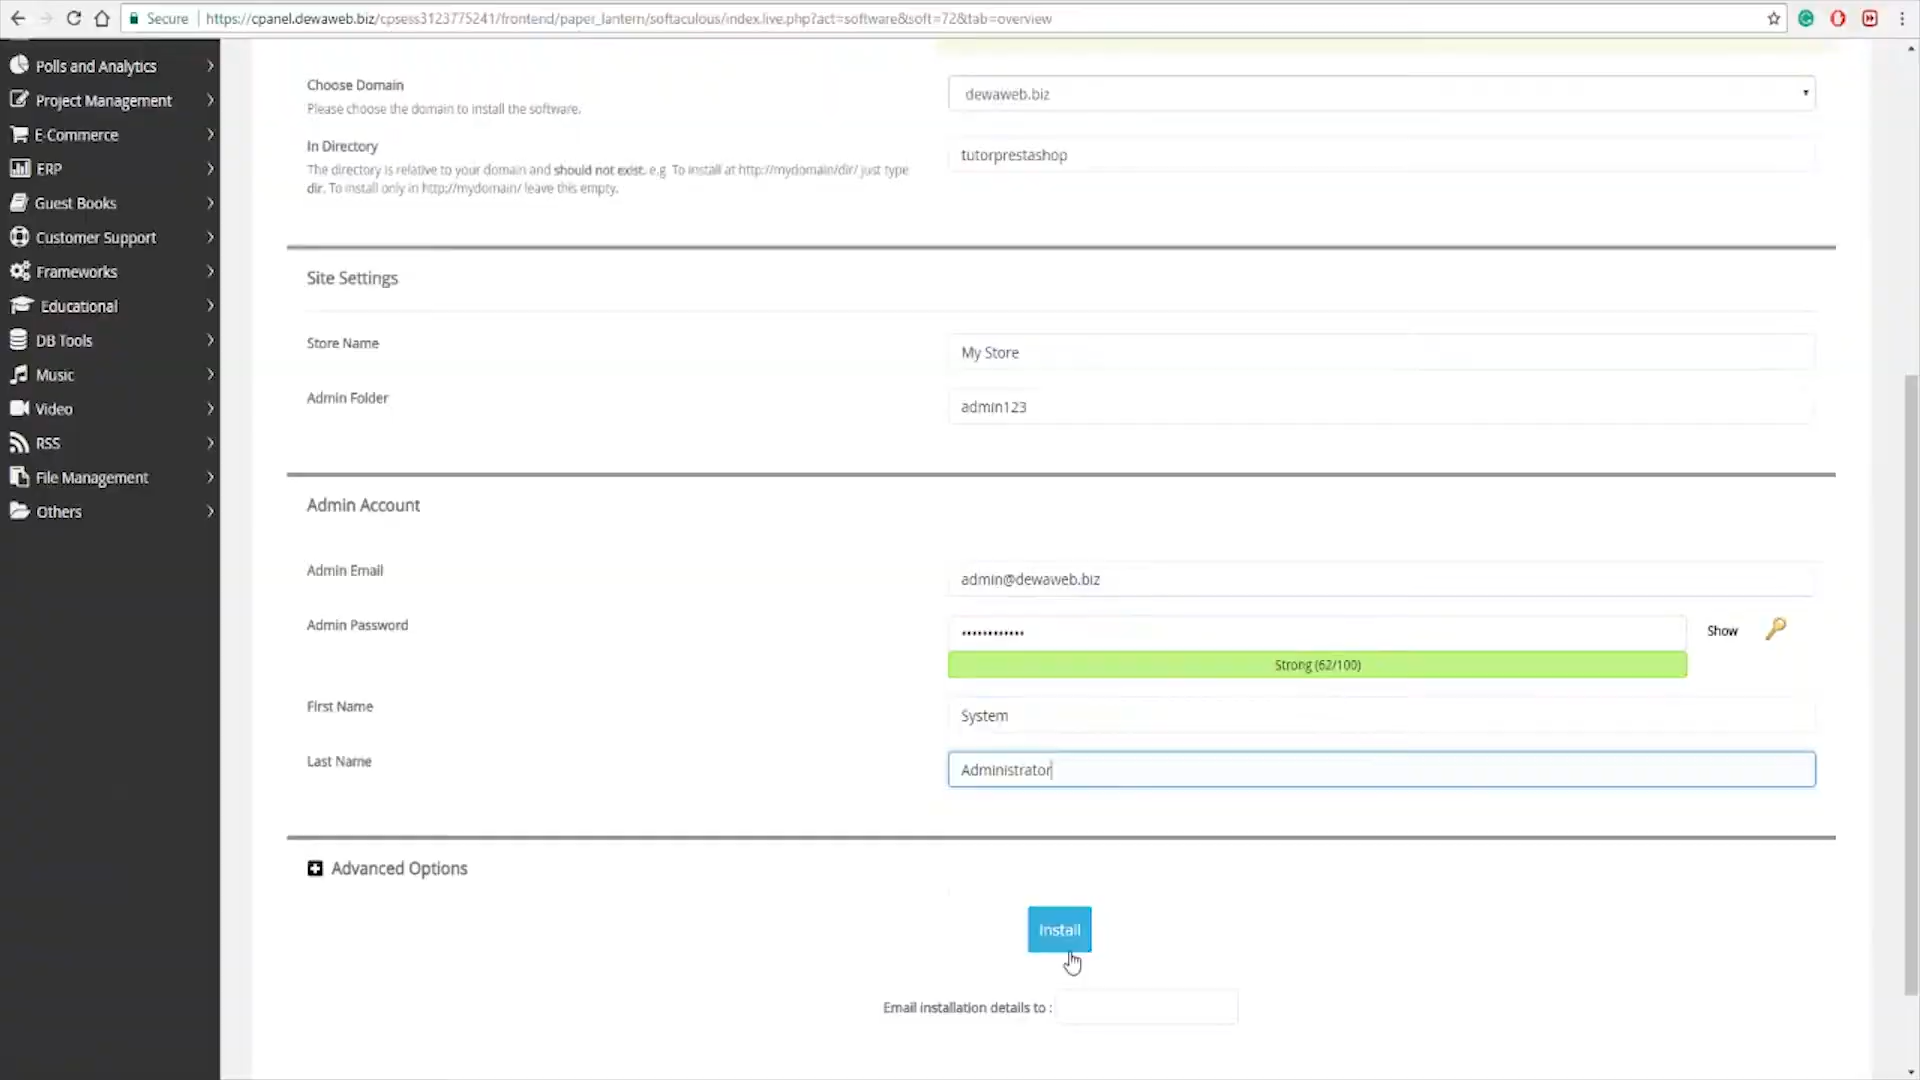 Secure
https://cpanel.dewaweb.biz/cpsess3123775241/frontend/paper_lantern/softaculous/index.live.php?act=software&soft=72&tab=overview
Polls and Analytics
Project Management
E-Commerce
ERP
Guest Books
Customer Support
Frameworks
Educational
DB Tools
Music
Video
RSS
File Management
Others
Choose Domain
Please choose the domain to install the software.
dewaweb.biz
In Directory
The directory is relative to your domain and should not exist. e.g. To install at http://mydomain/dir/ just type
dir. To install only in http://mydomain/ leave this empty.
tutorprestashop
Site Settings
Store Name
My Store
Admin Folder
admin123
Admin Account
Admin Email
admin@dewaweb.biz
Admin Password
••••••••••••
Show
Strong (62/100)
First Name
System
Last Name
Administrator
Advanced Options
Install
Email installation details to :